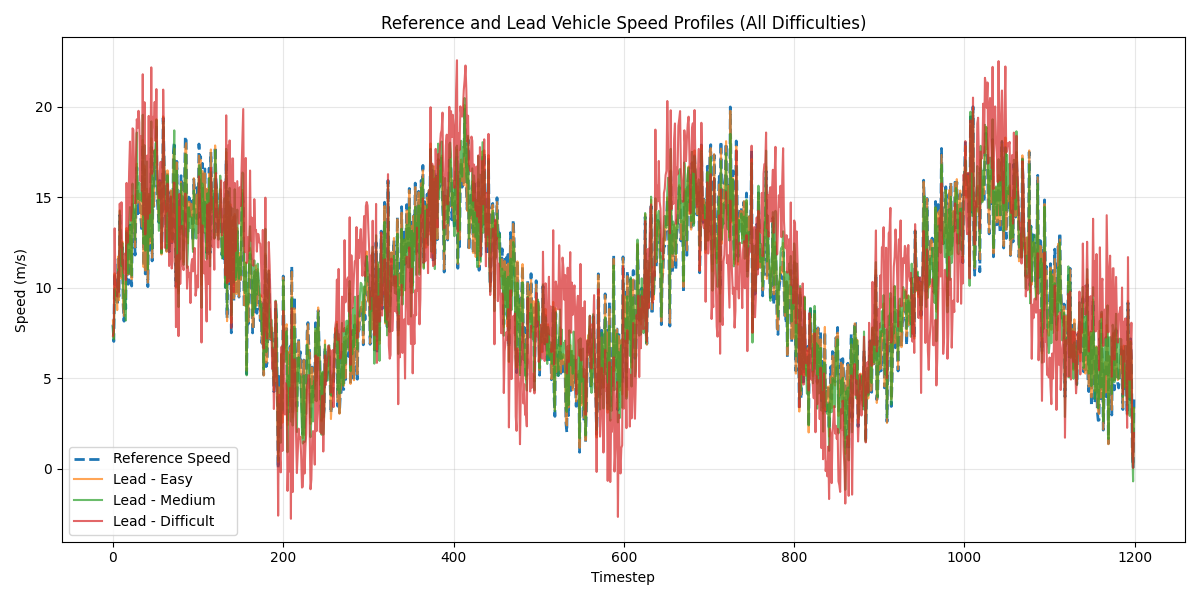 Reference and Lead Vehicle Speed Profiles (All Difficulties)
Speed (m/s)
20
15
10
5
0
Reference Speed
Lead - Easy
Lead - Medium
Lead - Difficult
0 200 400 600 800 1000 1200
Timestep